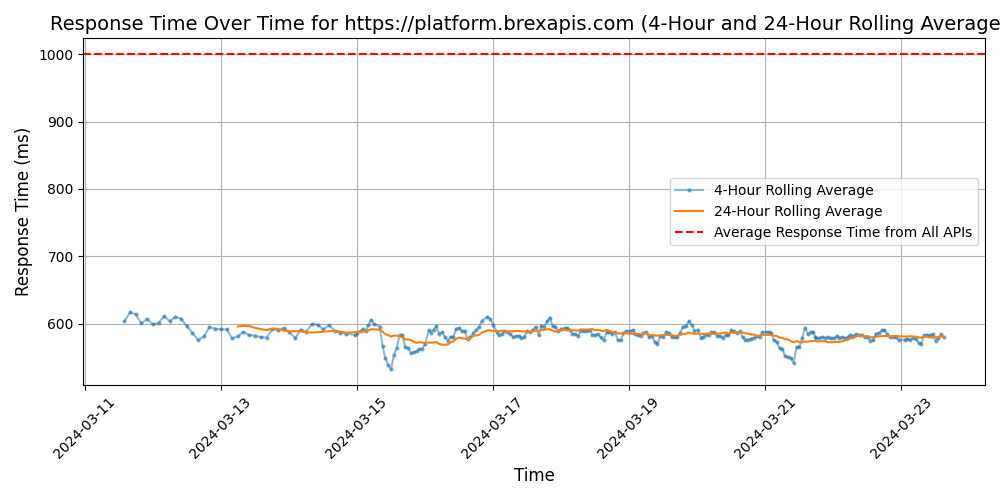 Response Time Over Time for https://platform.brexapis.com (4-Hour and 24-Hour Rolling Average
Response Time (ms)
1000
900
800
700
600
4-Hour Rolling Average
24-Hour Rolling Average
Average Response Time from All APIs
2024-03-11
2024-03-13
2024-03-15
2024-03-17
2024-03-19
2024-03-21
2024-03-23
Time